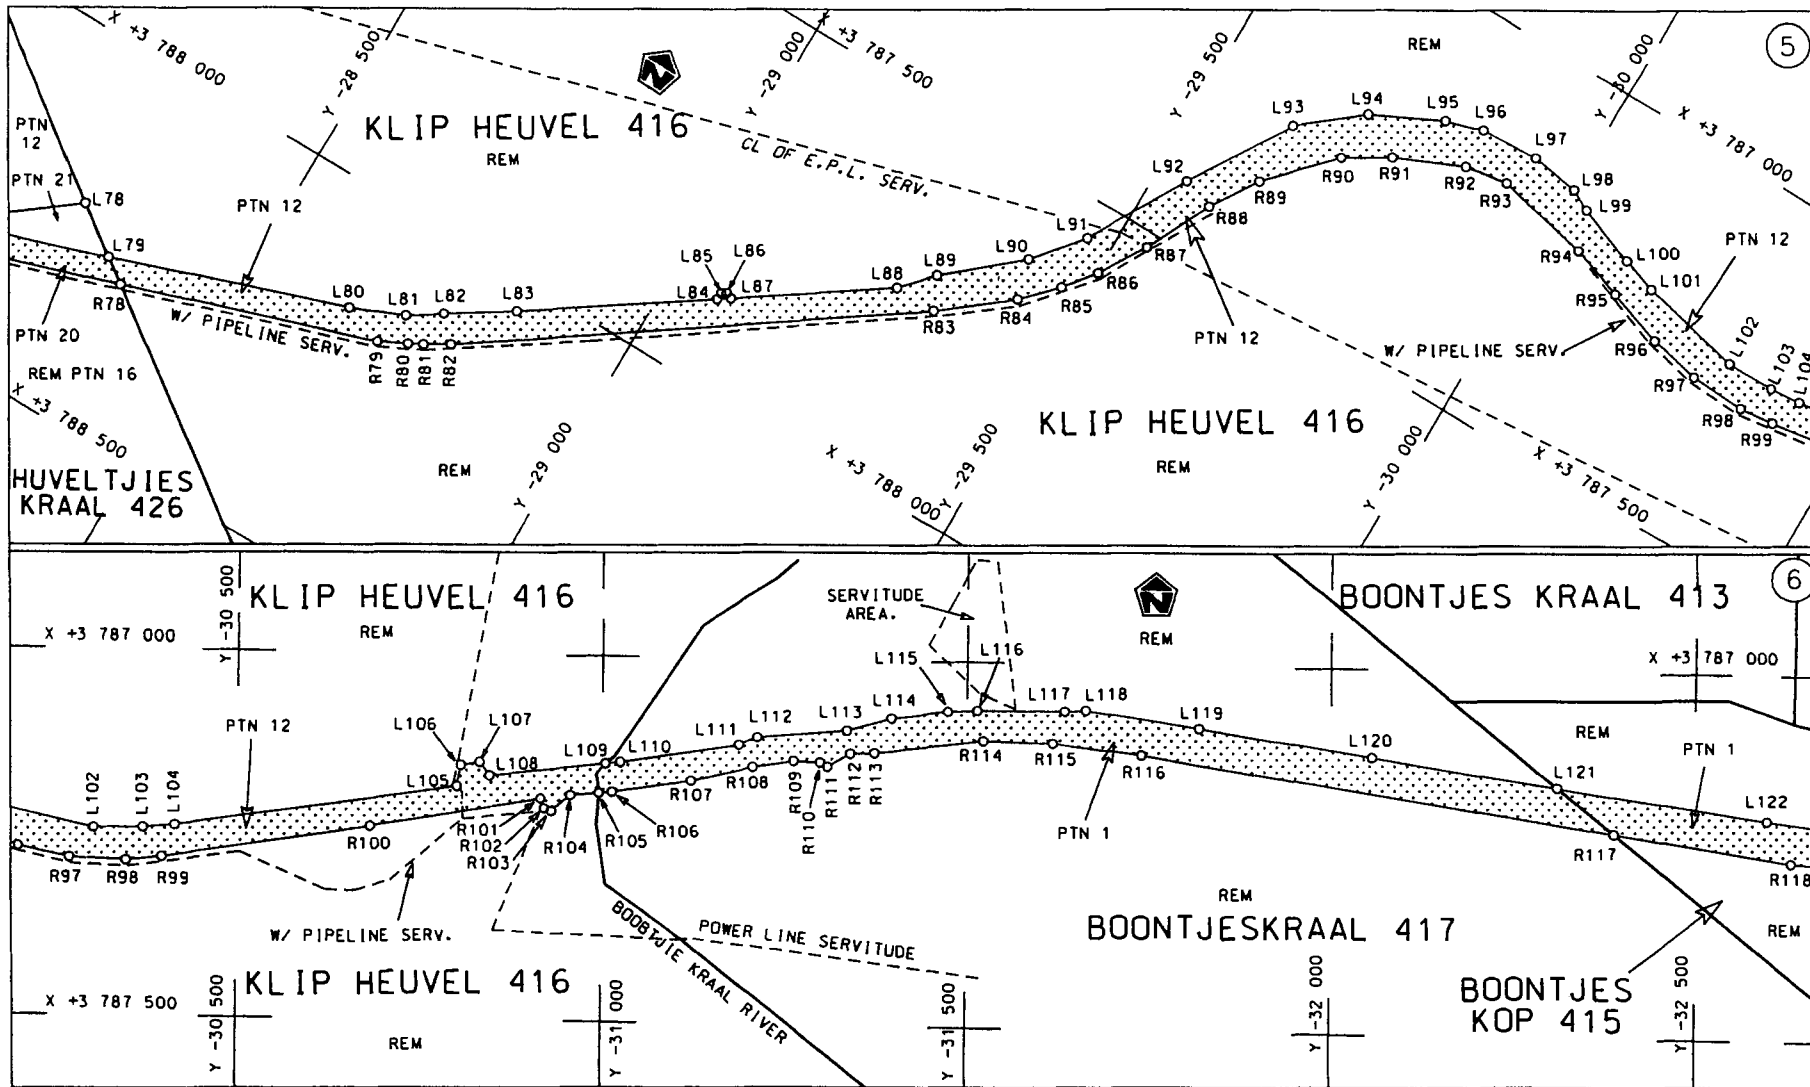 X +3 788 000
Y -28 500
Y -29 000
X +3 787 500
Y -29 500
REM
Y -30 000
5
X +3 787 000
PTN
12
KLIP HEUVEL 416
REM
CL OF E.P.L. SERV.
PTN 21
L78
PTN 12
L79
L80
L81
L82
L83
L84
L85
L86
L87
L88
L89
L90
L91
L92
L93
L94
L95
L96
L97
L98
L99
L100
L101
L102
L103
L104
PTN 12
R78
R79
R80
R81
R82
R83
R84
R85
R86
R87
R88
R89
R90
R91
R92
R93
R94
R95
R96
R97
R98
R99
W/ PIPELINE SERV.
PTN 12
W/ PIPELINE SERV.
PTN 20
REM PTN 16
X +3 788 500
HUVELTJIES
KRAAL 426
REM
Y -29 000
X +3 788 000
Y -29 500
KLIP HEUVEL 416
REM
Y -30 000
X +3 787 500
6
KLIP HEUVEL 416
REM
X +3 787 000
Y -30 500
SERVITUDE
AREA.
N
REM
BOONTJES KRAAL 413
X +3 787 000
REM
PTN 1
PTN 12
L102
L103
L104
L105
L106
L107
L108
L109
L110
L111
L112
L113
L114
L115
L116
L117
L118
L119
L120
L121
L122
R97
R98
R99
R100
R101
R102
R103
R104
R105
R106
R107
R108
R109
R110
R111
R112
R113
R114
R115
R116
R117
R118
PTN 1
W/ PIPELINE SERV.
KLIP HEUVEL 416
REM
X +3 787 500
Y -30 500
Y -31 000
BOOBTJIE KRAAL RIVER
POWER LINE SERVITUDE
Y -31 500
REM
BOONTJESKRAAL 417
Y -32 000
BOONTJES
KOP 415
Y -32 500
REM